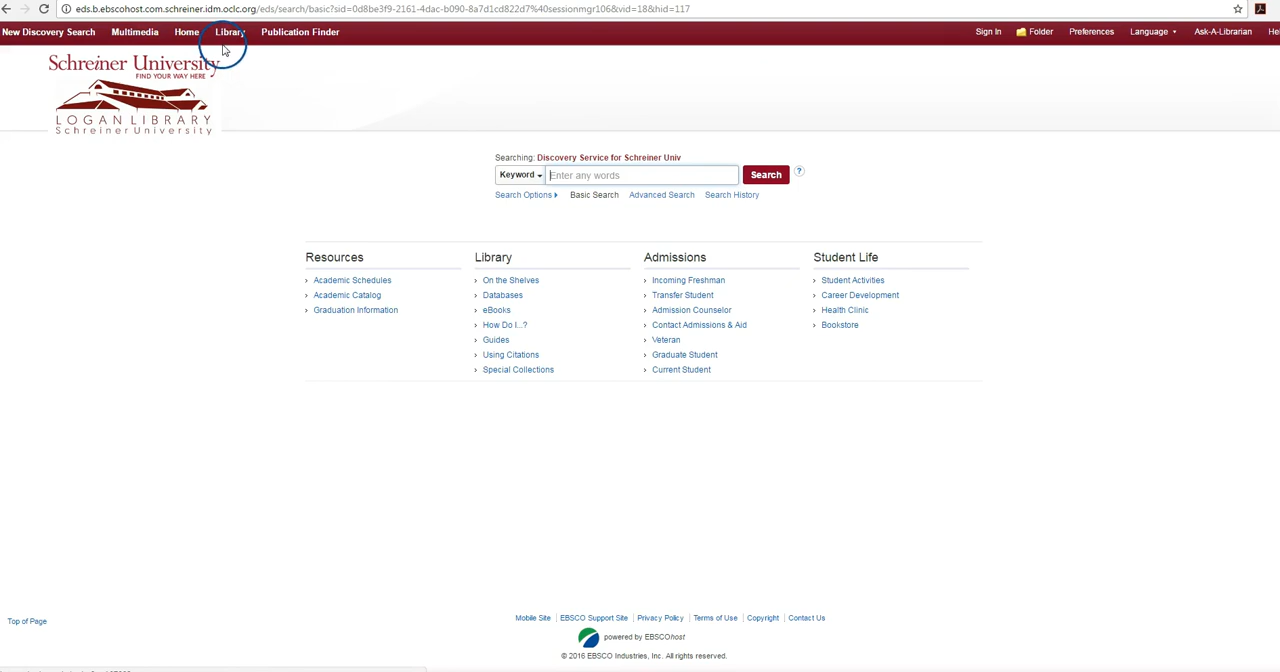 eds.b.ebscohost.com.schreiner.idm.oclc.org/eds/search/basic?sid=0d8be3f9-2161-4dac-b090-8a7d1cd822d7%40sessionmgr106&vid=18&hid=117
New Discovery Search Multimedia Home Library Publication Finder Sign In Folder Preferences Language Ask-A-Librarian
Schreiner University
FIND YOUR WAY HERE
LOGAN LIBRARY
Schreiner University
Searching: Discovery Service for Schreiner Univ
Keyword Enter any words Search ?
Search Options Basic Search Advanced Search Search History
Resources
Academic Schedules
Academic Catalog
Graduation Information
Library
On the Shelves
Databases
eBooks
How Do I...?
Guides
Using Citations
Special Collections
Admissions
Incoming Freshman
Transfer Student
Admission Counselor
Contact Admissions & Aid
Veteran
Graduate Student
Current Student
Student Life
Student Activities
Career Development
Health Clinic
Bookstore
Top of Page
Mobile Site EBSCO Support Site Privacy Policy Terms of Use Copyright Contact Us
powered by EBSCOhost
© 2016 EBSCO Industries, Inc. All rights reserved.